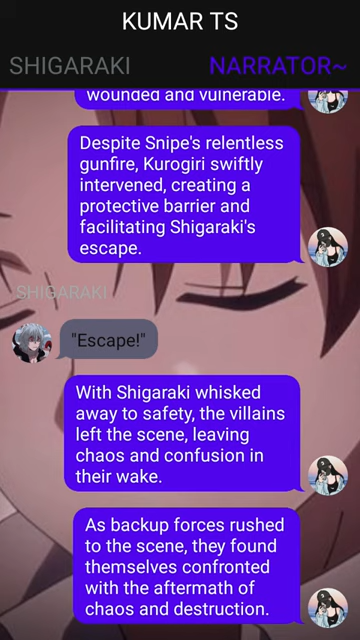 KUMAR TS
SHIGARAKI
NARRATOR~
wounded and vulnerable.
Despite Snipe's relentless
gunfire, Kurogiri swiftly
intervened, creating a
protective barrier and
facilitating Shigaraki's
escape.
SHIGARAKI
"Escape!"
With Shigaraki whisked
away to safety, the villains
left the scene, leaving
chaos and confusion in
their wake.
As backup forces rushed
to the scene, they found
themselves confronted
with the aftermath of
chaos and destruction.